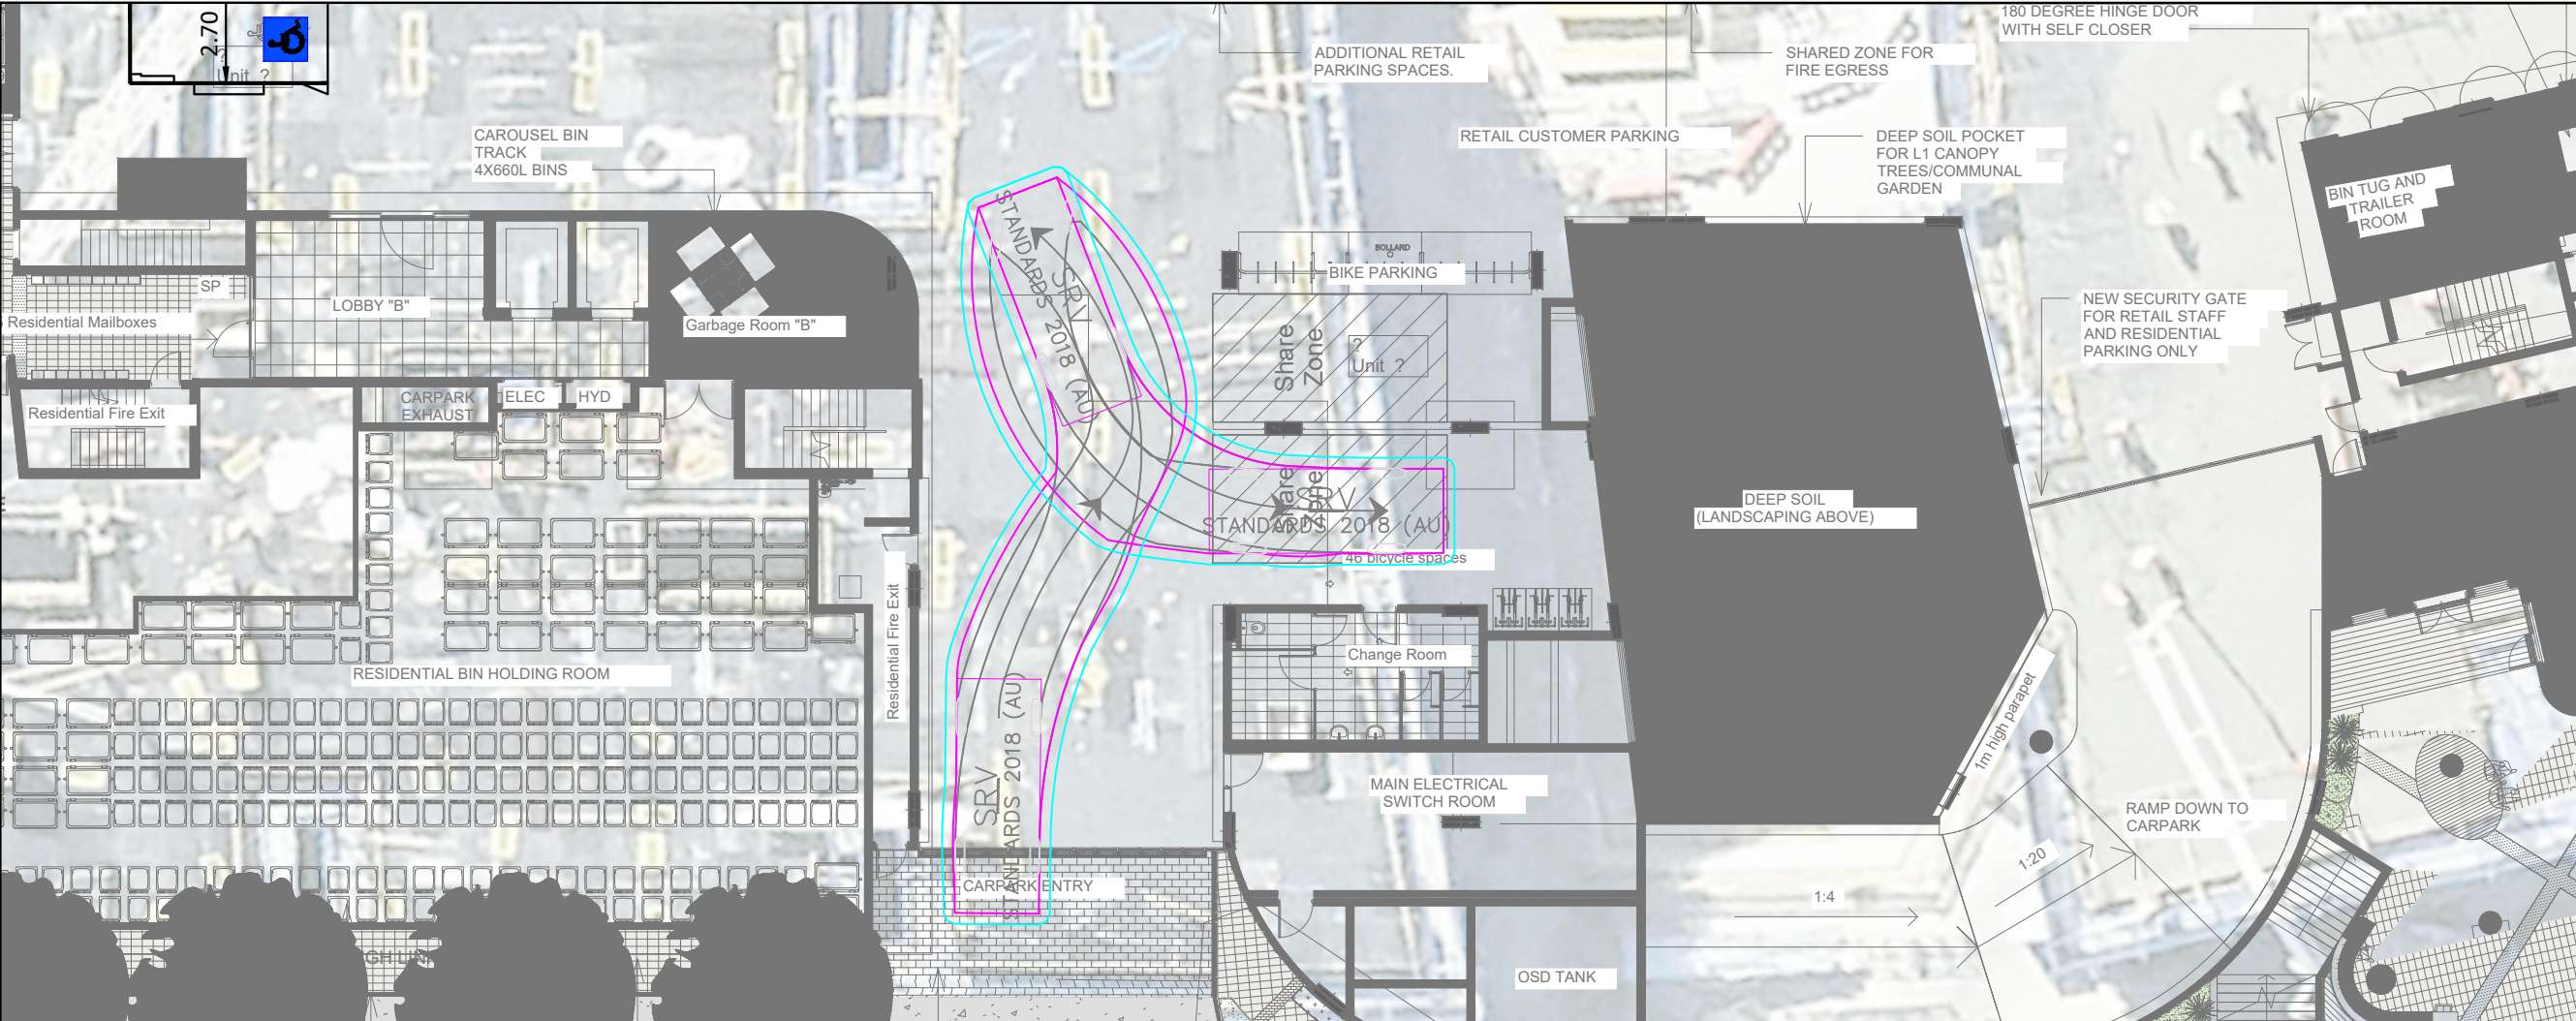 2.70
Unit ?
ADDITIONAL RETAIL
PARKING SPACES.
SHARED ZONE FOR
FIRE EGRESS
180 DEGREE HINGE DOOR
WITH SELF CLOSER
CAROUSEL BIN
TRACK
4X660L BINS
RETAIL CUSTOMER PARKING
DEEP SOIL POCKET
FOR L1 CANOPY
TREES/COMMUNAL
GARDEN
BIN TUG AND
TRAILER
ROOM
STANDARDS 2018 (AU)
SRV
BOLLARD
BIKE PARKING
SP
LOBBY "B"
Residential Mailboxes
Garbage Room "B"
Share
Zone
?
Unit ?
NEW SECURITY GATE
FOR RETAIL STAFF
AND RESIDENTIAL
PARKING ONLY
Residential Fire Exit
CARPARK
EXHAUST
ELEC
HYD
Share
Zone
SRV
STANDARDS 2018 (AU)
46 bicycle spaces
DEEP SOIL
(LANDSCAPING ABOVE)
Residential Fire Exit
RESIDENTIAL BIN HOLDING ROOM
Change Room
1m high parapet
SRV
STANDARDS 2018 (AU)
MAIN ELECTRICAL
SWITCH ROOM
RAMP DOWN TO
CARPARK
1:20
1:4
CARPARK ENTRY
OSD TANK